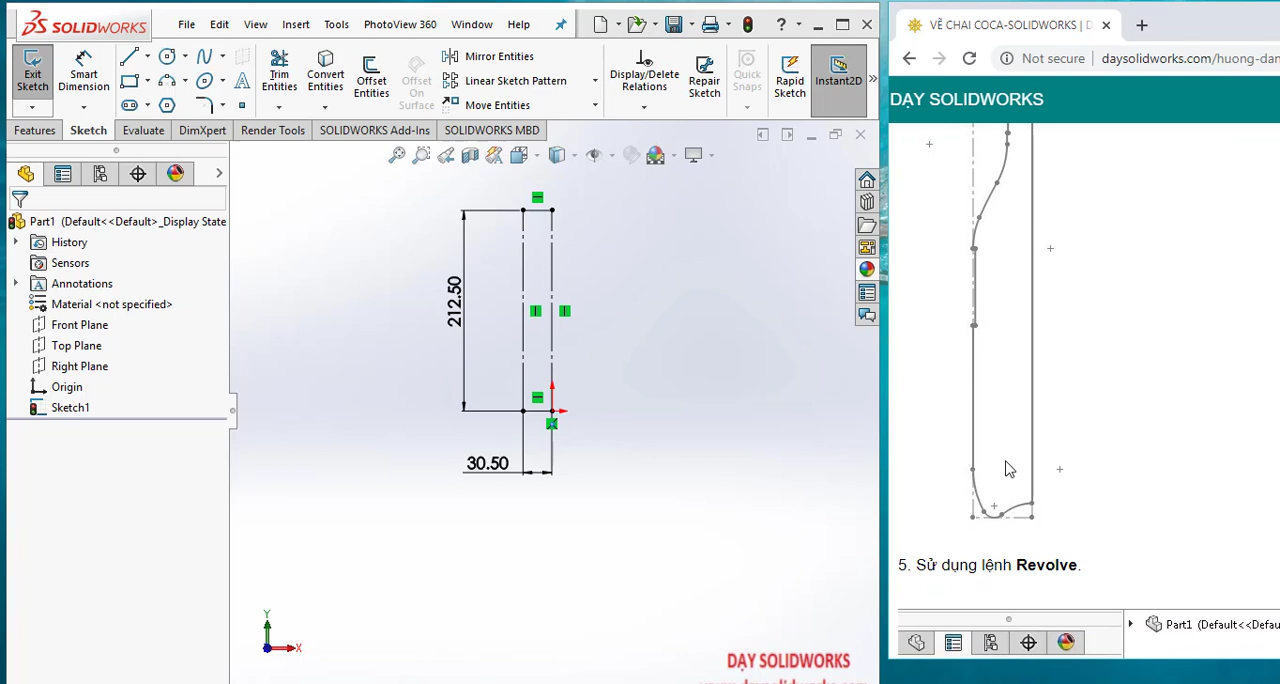 SOLIDWORKS
File Edit View Insert Tools PhotoView 360 Window Help
VẼ CHAI COCA-SOLIDWORKS | D
Not secure daysolidworks.com/huong-dan
Exit Sketch
Smart Dimension
Trim Entities
Convert Entities
Offset Entities
Offset On Surface
Mirror Entities
Linear Sketch Pattern
Move Entities
Display/Delete Relations
Repair Sketch
Quick Snaps
Rapid Sketch
Instant2D
DẠY SOLIDWORKS
Features Sketch Evaluate DimXpert Render Tools SOLIDWORKS Add-Ins SOLIDWORKS MBD
Part1 (Default<<Default>_Display State
History
Sensors
Annotations
Material <not specified>
Front Plane
Top Plane
Right Plane
Origin
Sketch1
212.50
30.50
Y
X
5. Sử dụng lệnh Revolve.
Part1 (Default<<Defau
DẠY SOLIDWORKS